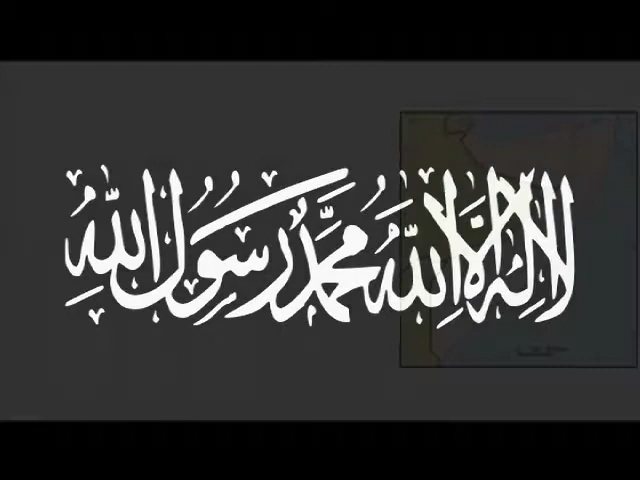 لا إله إلا الله محمد رسول الله